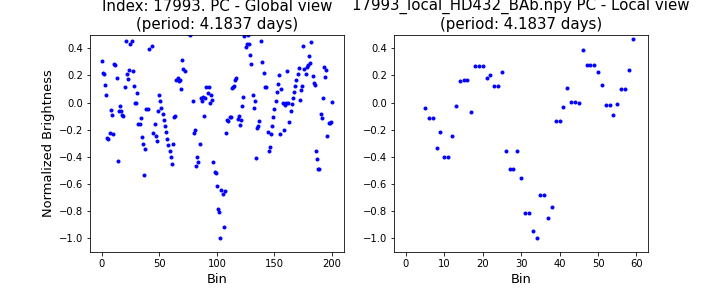 Index: 17993. PC - Global view
(period: 4.1837 days)
17993_local_HD432_BAb.npy PC - Local view
(period: 4.1837 days)
Normalized Brightness
0.4
0.2
0.0
−0.2
−0.4
−0.6
−0.8
−1.0
0 50 100 150 200
Bin
0.4
0.2
0.0
−0.2
−0.4
−0.6
−0.8
−1.0
0 10 20 30 40 50 60
Bin